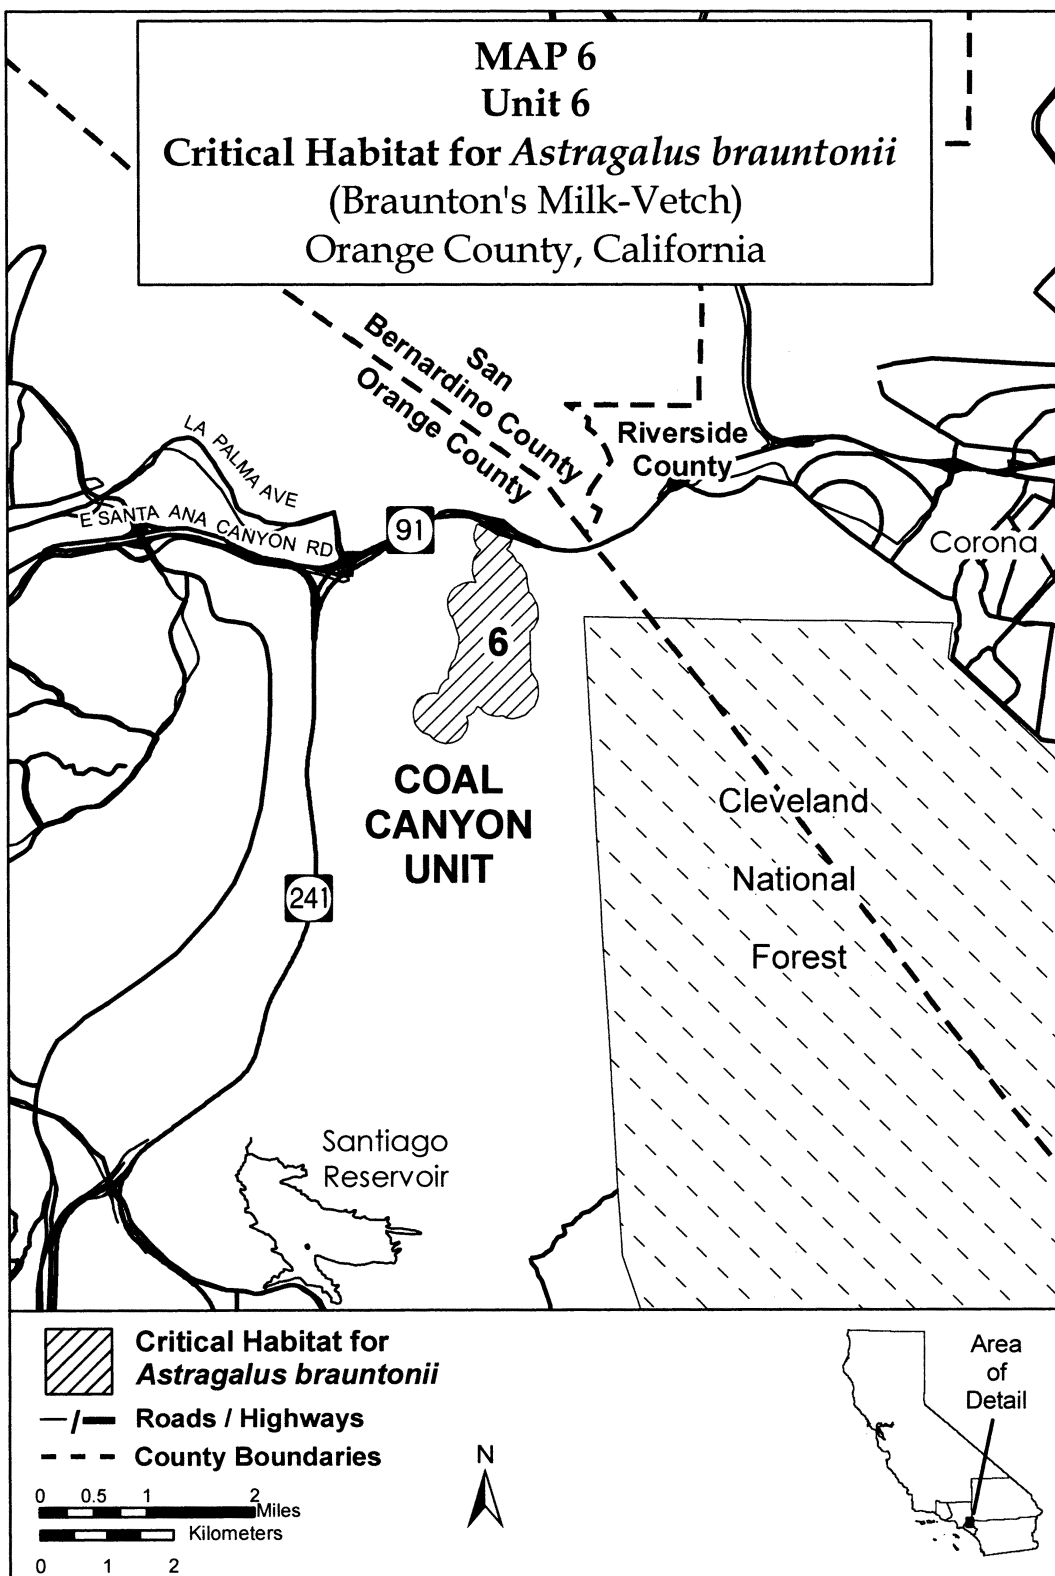 MAP 6
Unit 6
Critical Habitat for Astragalus brauntonii
(Braunton's Milk-Vetch)
Orange County, California
San
Bernardino County
Orange County
Riverside
County
LA PALMA AVE
E SANTA ANA CANYON RD
91
Corona
6
COAL
CANYON
UNIT
241
Cleveland
National
Forest
Santiago
Reservoir
Critical Habitat for
Astragalus brauntonii
Roads / Highways
County Boundaries
0 0.5 1 2
Miles
Kilometers
0 1 2
N
Area
of
Detail